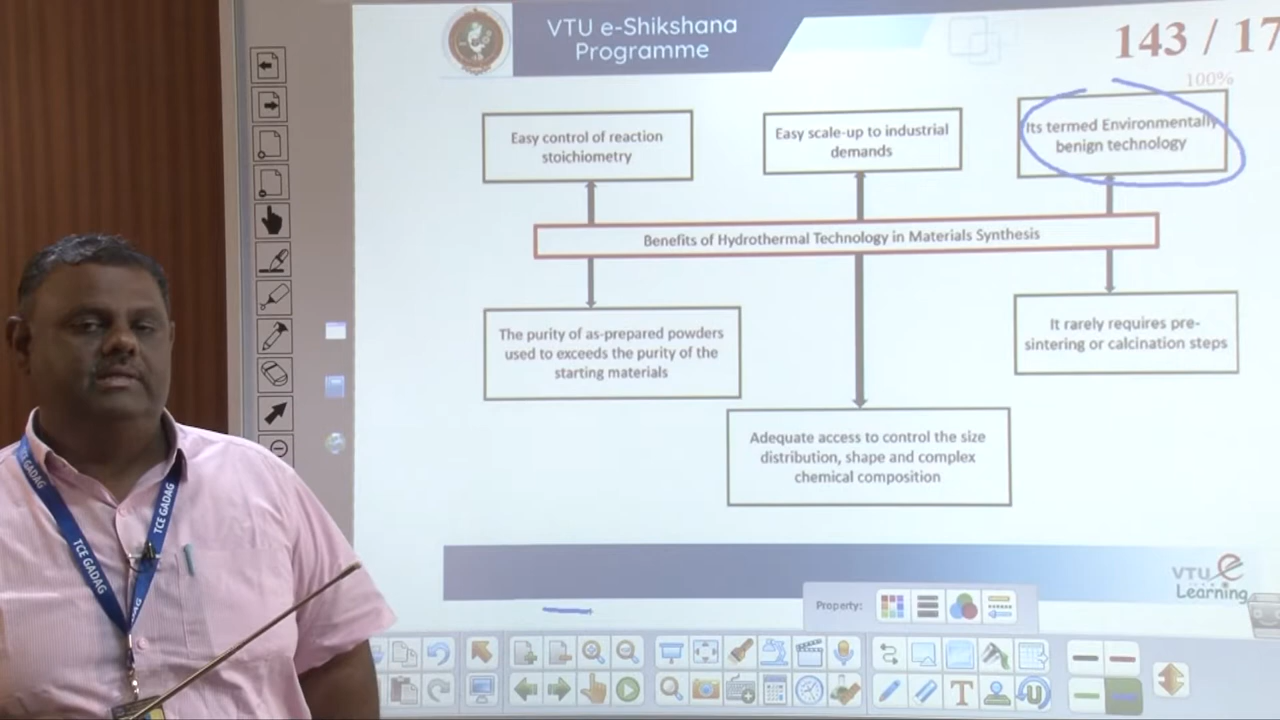 VTU e-Shikshana
Programme
143 / 17
100%
Easy control of reaction
stoichiometry
Easy scale-up to industrial
demands
Its termed Environmentally
benign technology
Benefits of Hydrothermal Technology in Materials Synthesis
The purity of as-prepared powders
used to exceeds the purity of the
starting materials
It rarely requires pre-
sintering or calcination steps
Adequate access to control the size
distribution, shape and complex
chemical composition
TCE GADAG
TCE GADAG
TCE GADAG
VTU e
Learning
Property: